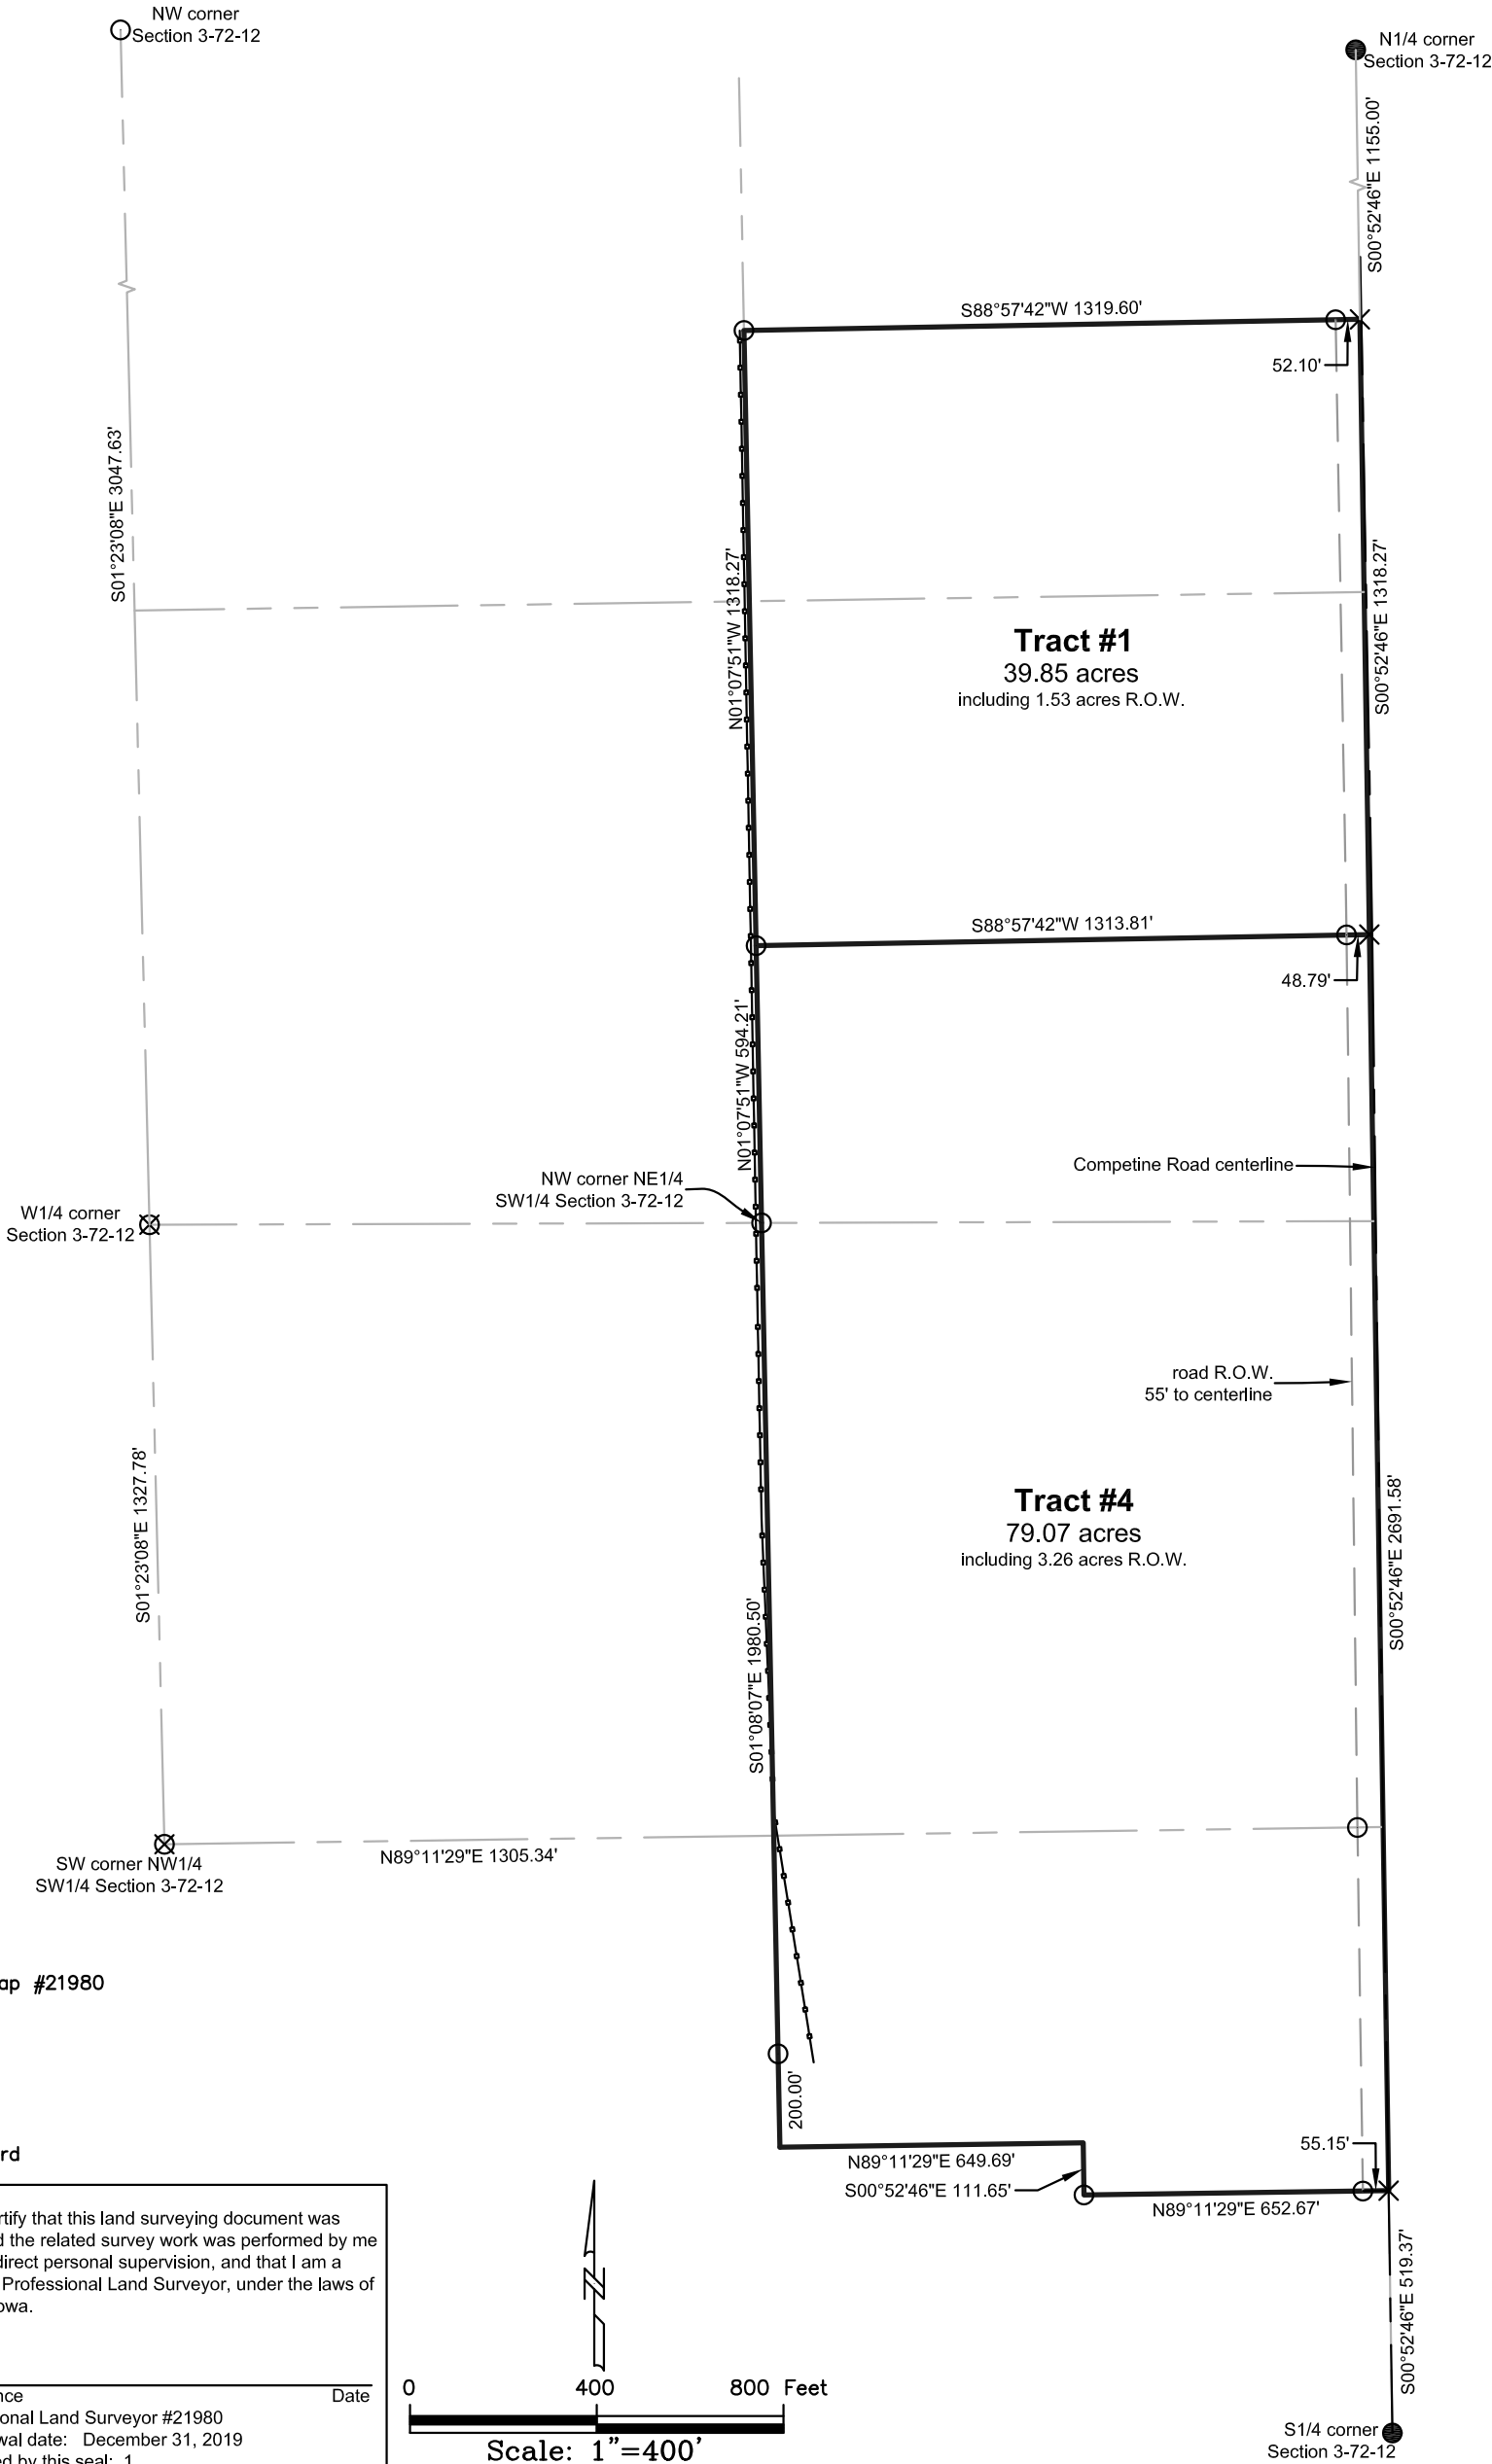 NW corner
Section 3-72-12
N1/4 corner
Section 3-72-12
S00°52'46"E 1155.00'
S88°57'42"W 1319.60'
52.10'
S01°23'08"E 3047.63'
N01°07'51"W 1318.27'
S00°52'46"E 1318.27'
Tract #1
39.85 acres
including 1.53 acres R.O.W.
S88°57'42"W 1313.81'
48.79'
N01°07'51"W 594.21'
Competine Road centerline
NW corner NE1/4
SW1/4 Section 3-72-12
W1/4 corner
Section 3-72-12
road R.O.W.
55' to centerline
S01°23'08"E 1327.78'
Tract #4
79.07 acres
including 3.26 acres R.O.W.
S00°52'46"E 2691.58'
S01°08'07"E 1980.50'
N89°11'29"E 1305.34'
SW corner NW1/4
SW1/4 Section 3-72-12
ap #21980
200.00'
rd
55.15'
N89°11'29"E 649.69'
S00°52'46"E 111.65'
N89°11'29"E 652.67'
S00°52'46"E 519.37'
rtify that this land surveying document was
d the related survey work was performed by me
direct personal supervision, and that I am a
Professional Land Surveyor, under the laws of
owa.
nce Date
onal Land Surveyor #21980
wal date: December 31, 2019
ed by this seal: 1
N
0 400 800 Feet
Scale: 1"=400'
S1/4 corner
Section 3-72-12